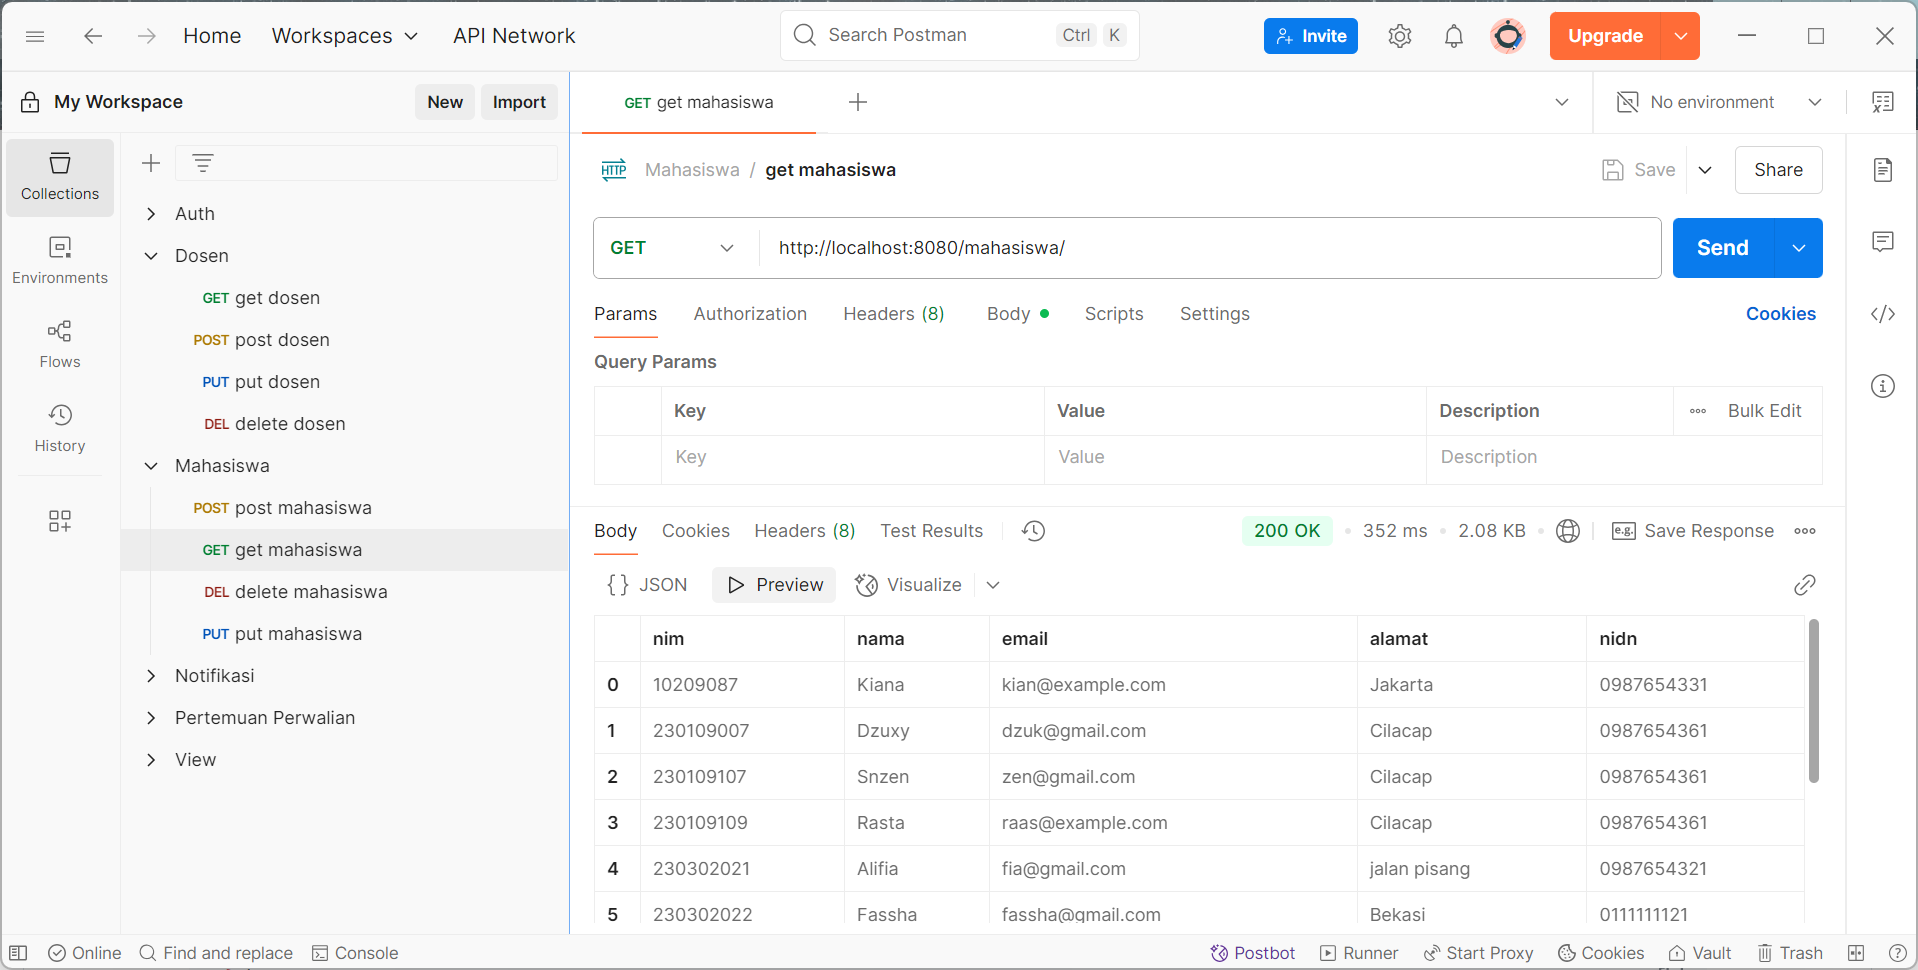 Home Workspaces API Network Search Postman Ctrl K Invite Upgrade
My Workspace New Import GET get mahasiswa No environment
Collections
Environments
Flows
History
Auth
Dosen
GET get dosen
POST post dosen
PUT put dosen
DEL delete dosen
Mahasiswa
POST post mahasiswa
GET get mahasiswa
DEL delete mahasiswa
PUT put mahasiswa
Notifikasi
Pertemuan Perwalian
View
HTTP Mahasiswa / get mahasiswa Save Share
GET http://localhost:8080/mahasiswa/ Send
Params Authorization Headers (8) Body Scripts Settings Cookies
Query Params
Key Value Description Bulk Edit
Key Value Description
Body Cookies Headers (8) Test Results 200 OK 352 ms 2.08 KB e.g. Save Response
{} JSON Preview Visualize
nim nama email alamat nidn
0 10209087 Kiana kian@example.com Jakarta 0987654331
1 230109007 Dzuxy dzuk@gmail.com Cilacap 0987654361
2 230109107 Snzen zen@gmail.com Cilacap 0987654361
3 230109109 Rasta raas@example.com Cilacap 0987654361
4 230302021 Alifia fia@gmail.com jalan pisang 0987654321
5 230302022 Fassha fassha@gmail.com Bekasi 0111111121
Online Find and replace Console Postbot Runner Start Proxy Cookies Vault Trash